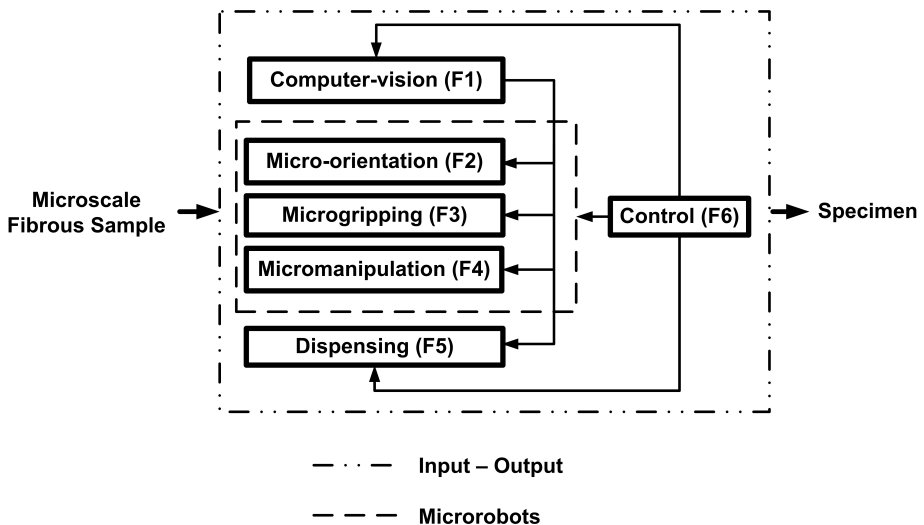 Computer-vision (F1)
Micro-orientation (F2)
Microscale
Fibrous Sample
Microgripping (F3)
Control (F6)
Specimen
Micromanipulation (F4)
Dispensing (F5)
Input – Output
Microrobots